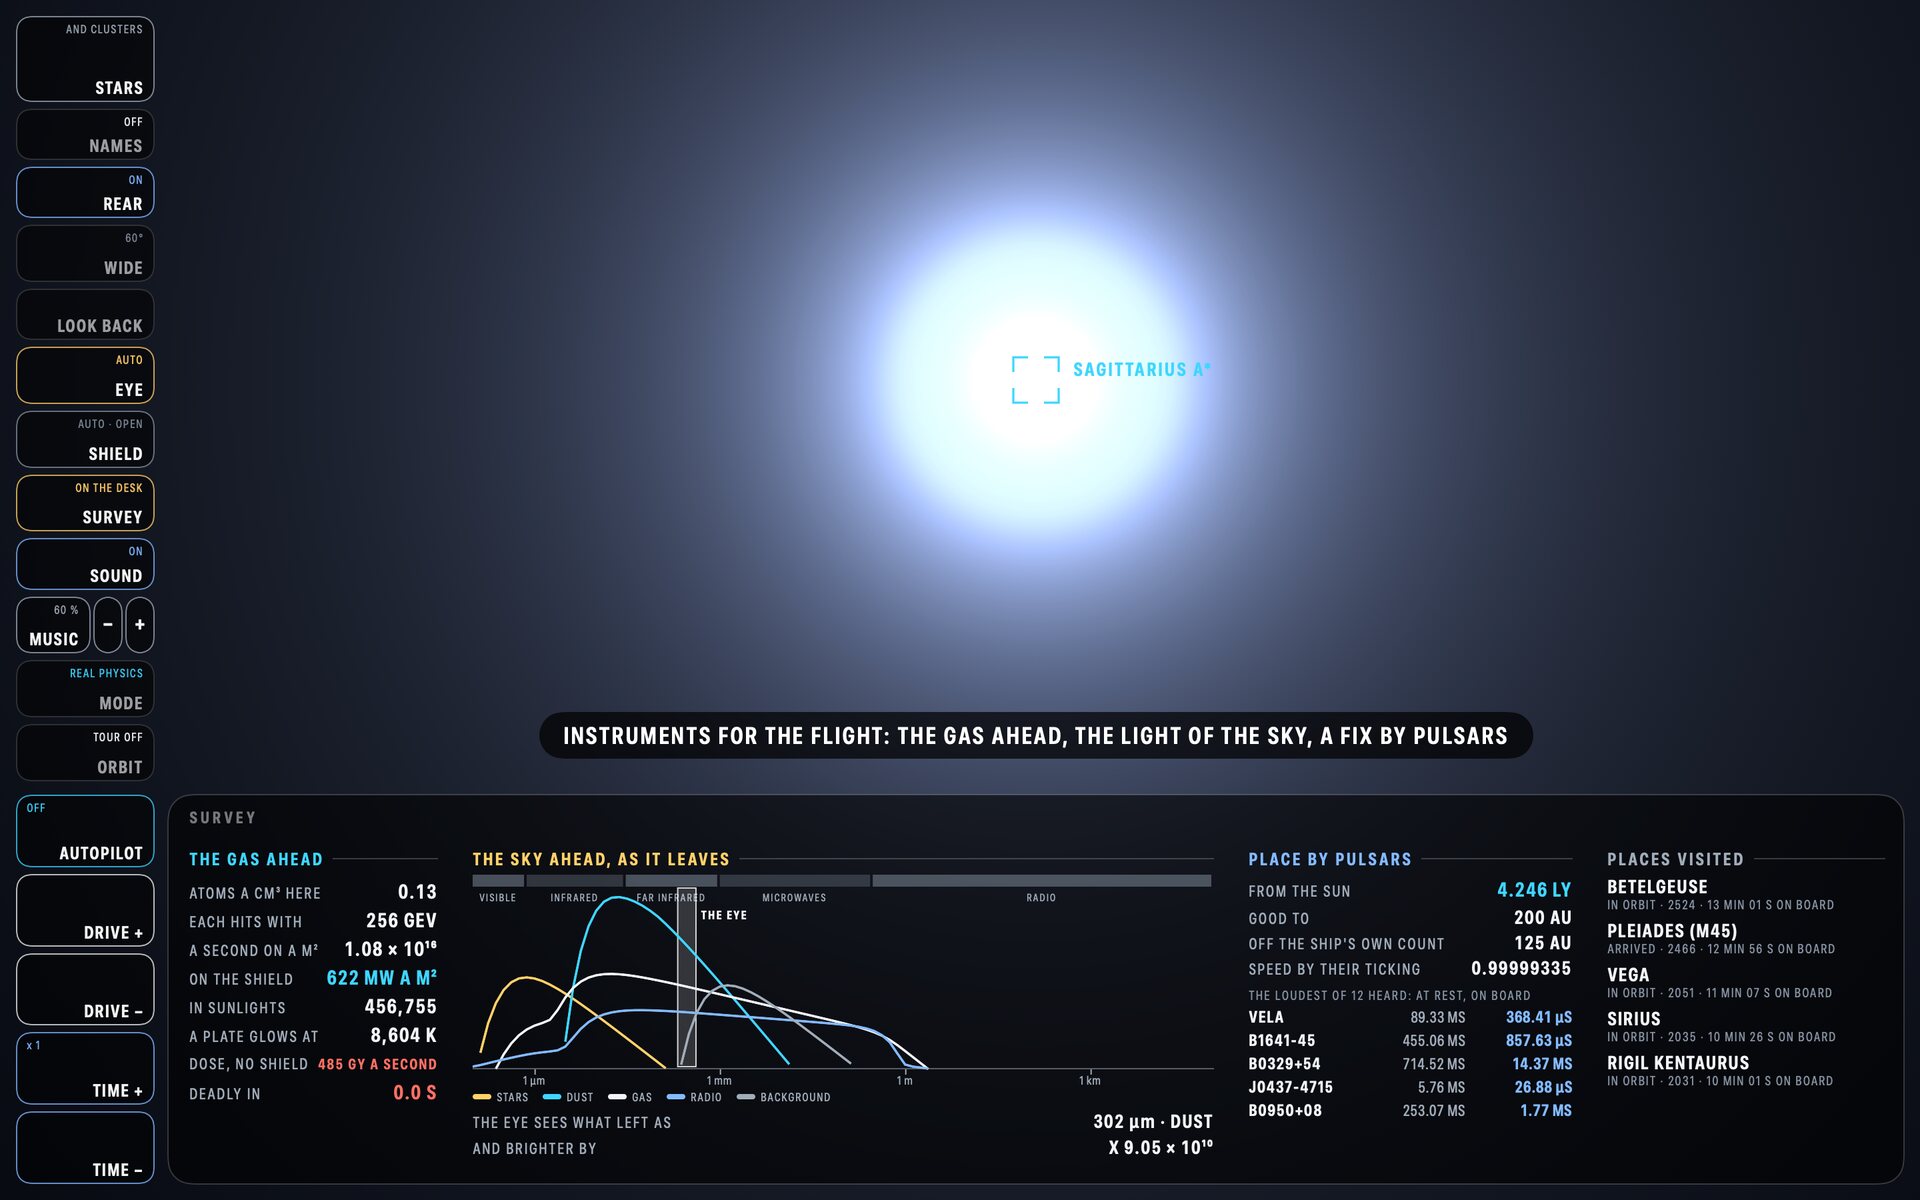 AND CLUSTERS
STARS
OFF
NAMES
ON
REAR
60°
WIDE
LOOK BACK
AUTO
EYE
AUTO · OPEN
SHIELD
ON THE DESK
SURVEY
ON
SOUND
60 %
MUSIC
−
+
REAL PHYSICS
MODE
TOUR OFF
ORBIT
OFF
AUTOPILOT
DRIVE +
DRIVE −
x 1
TIME +
TIME −
SAGITTARIUS A*
INSTRUMENTS FOR THE FLIGHT: THE GAS AHEAD, THE LIGHT OF THE SKY, A FIX BY PULSARS
SURVEY
THE GAS AHEAD
ATOMS A CM³ HERE 0.13
EACH HITS WITH 256 GEV
A SECOND ON A M² 1.08 × 10¹⁶
ON THE SHIELD 622 MW A M²
IN SUNLIGHTS 456,755
A PLATE GLOWS AT 8,604 K
DOSE, NO SHIELD 485 GY A SECOND
DEADLY IN 0.0 S
THE SKY AHEAD, AS IT LEAVES
VISIBLE INFRARED FAR INFRARED MICROWAVES RADIO
THE EYE
1 µm 1 mm 1 m 1 km
STARS DUST GAS RADIO BACKGROUND
THE EYE SEES WHAT LEFT AS 302 µm · DUST
AND BRIGHTER BY X 9.05 × 10¹⁰
PLACE BY PULSARS
FROM THE SUN 4.246 LY
GOOD TO 200 AU
OFF THE SHIP'S OWN COUNT 125 AU
SPEED BY THEIR TICKING 0.99999335
THE LOUDEST OF 12 HEARD: AT REST, ON BOARD
VELA 89.33 MS 368.41 µS
B1641-45 455.06 MS 857.63 µS
B0329+54 714.52 MS 14.37 MS
J0437-4715 5.76 MS 26.88 µS
B0950+08 253.07 MS 1.77 MS
PLACES VISITED
BETELGEUSE
IN ORBIT · 2524 · 13 MIN 01 S ON BOARD
PLEIADES (M45)
ARRIVED · 2466 · 12 MIN 56 S ON BOARD
VEGA
IN ORBIT · 2051 · 11 MIN 07 S ON BOARD
SIRIUS
IN ORBIT · 2035 · 10 MIN 26 S ON BOARD
RIGIL KENTAURUS
IN ORBIT · 2031 · 10 MIN 01 S ON BOARD